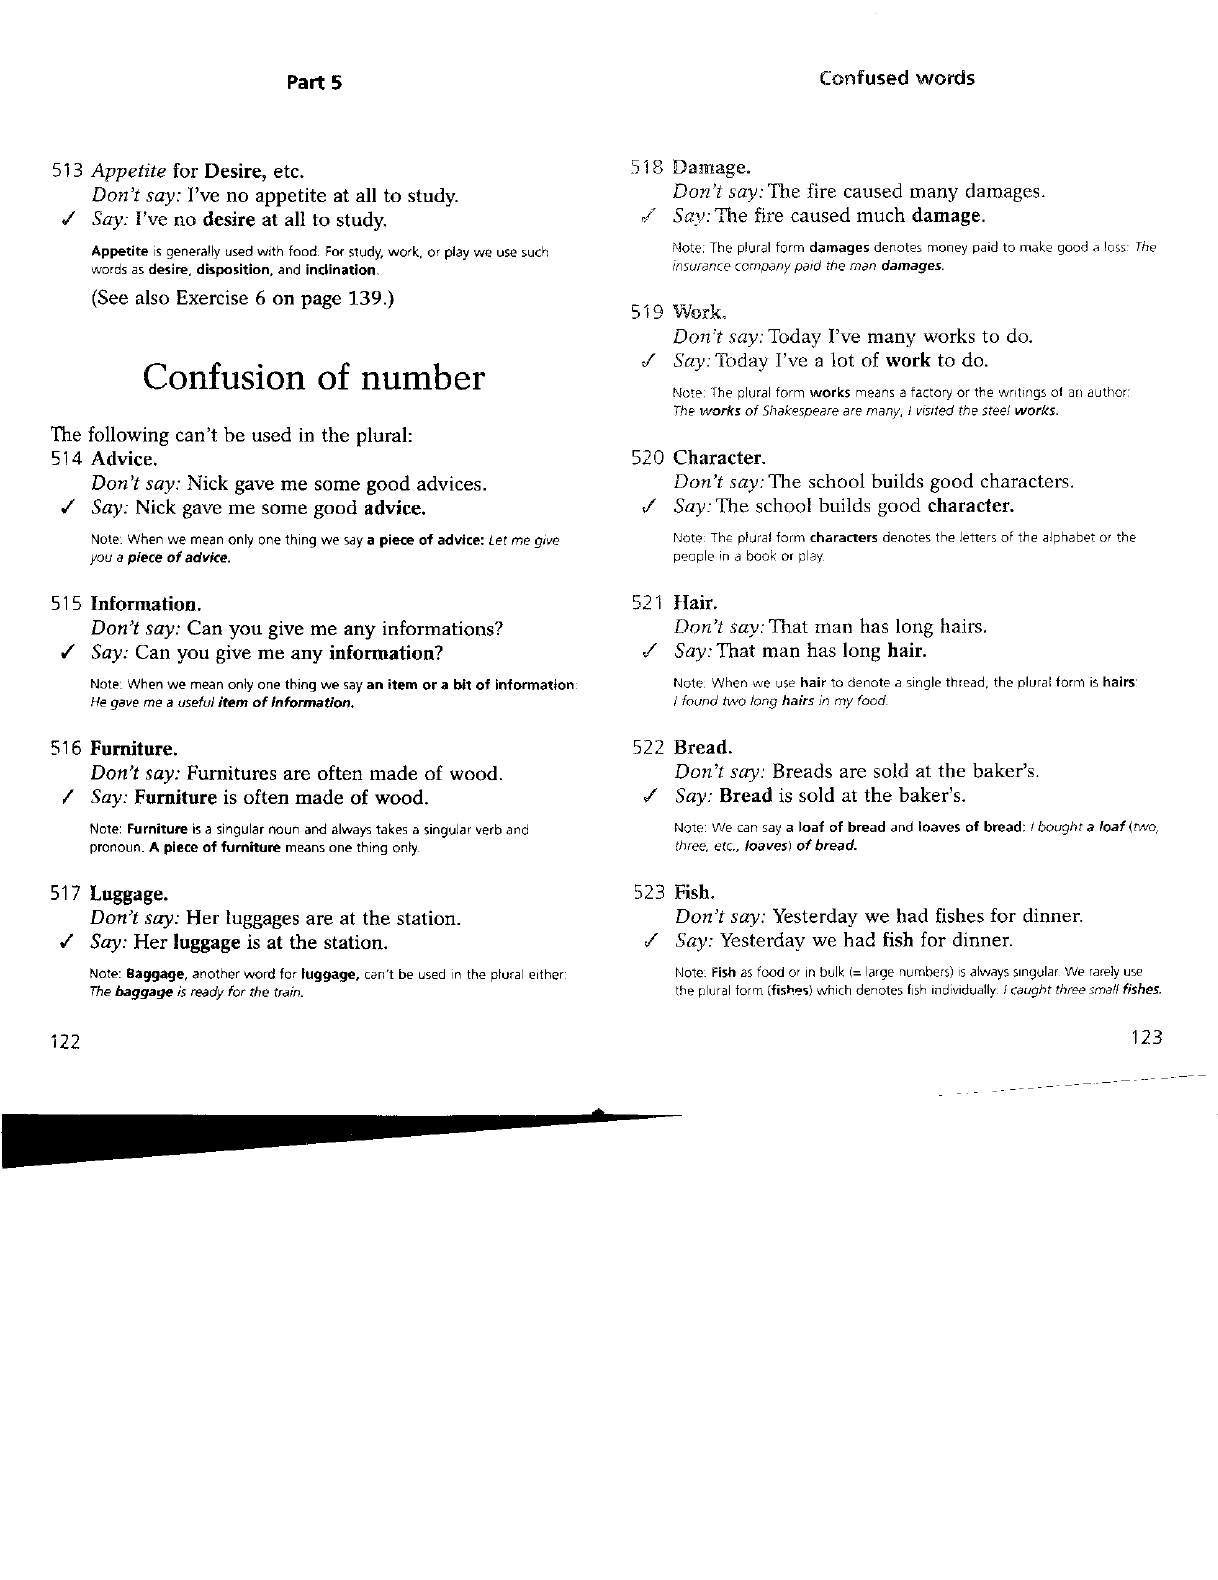 Part 5
513 Appetite for Desire, etc.
Don't say: I've no appetite at all to study.
✓ Say: I've no desire at all to study.
Appetite is generally used with food. For study, work, or play we use such
words as desire, disposition, and inclination.
(See also Exercise 6 on page 139.)
Confusion of number
The following can't be used in the plural:
514 Advice.
Don't say: Nick gave me some good advices.
✓ Say: Nick gave me some good advice.
Note: When we mean only one thing we say a piece of advice: Let me give
you a piece of advice.
515 Information.
Don't say: Can you give me any informations?
✓ Say: Can you give me any information?
Note: When we mean only one thing we say an item or a bit of information:
He gave me a useful item of information.
516 Furniture.
Don't say: Furnitures are often made of wood.
✓ Say: Furniture is often made of wood.
Note: Furniture is a singular noun and always takes a singular verb and
pronoun. A piece of furniture means one thing only.
517 Luggage.
Don't say: Her luggages are at the station.
✓ Say: Her luggage is at the station.
Note: Baggage, another word for luggage, can't be used in the plural either:
The baggage is ready for the train.
122
Confused words
518 Damage.
Don't say: The fire caused many damages.
✓ Say: The fire caused much damage.
Note: The plural form damages denotes money paid to make good a loss: The
insurance company paid the man damages.
519 Work.
Don't say: Today I've many works to do.
✓ Say: Today I've a lot of work to do.
Note: The plural form works means a factory or the writings of an author:
The works of Shakespeare are many, I visited the steel works.
520 Character.
Don't say: The school builds good characters.
✓ Say: The school builds good character.
Note: The plural form characters denotes the letters of the alphabet or the
people in a book or play.
521 Hair.
Don't say: That man has long hairs.
✓ Say: That man has long hair.
Note: When we use hair to denote a single thread, the plural form is hairs:
I found two long hairs in my food.
522 Bread.
Don't say: Breads are sold at the baker's.
✓ Say: Bread is sold at the baker's.
Note: We can say a loaf of bread and loaves of bread: I bought a loaf (two,
three, etc., loaves) of bread.
523 Fish.
Don't say: Yesterday we had fishes for dinner.
✓ Say: Yesterday we had fish for dinner.
Note: Fish as food or in bulk (= large numbers) is always singular. We rarely use
the plural form (fishes) which denotes fish individually: I caught three small fishes.
123